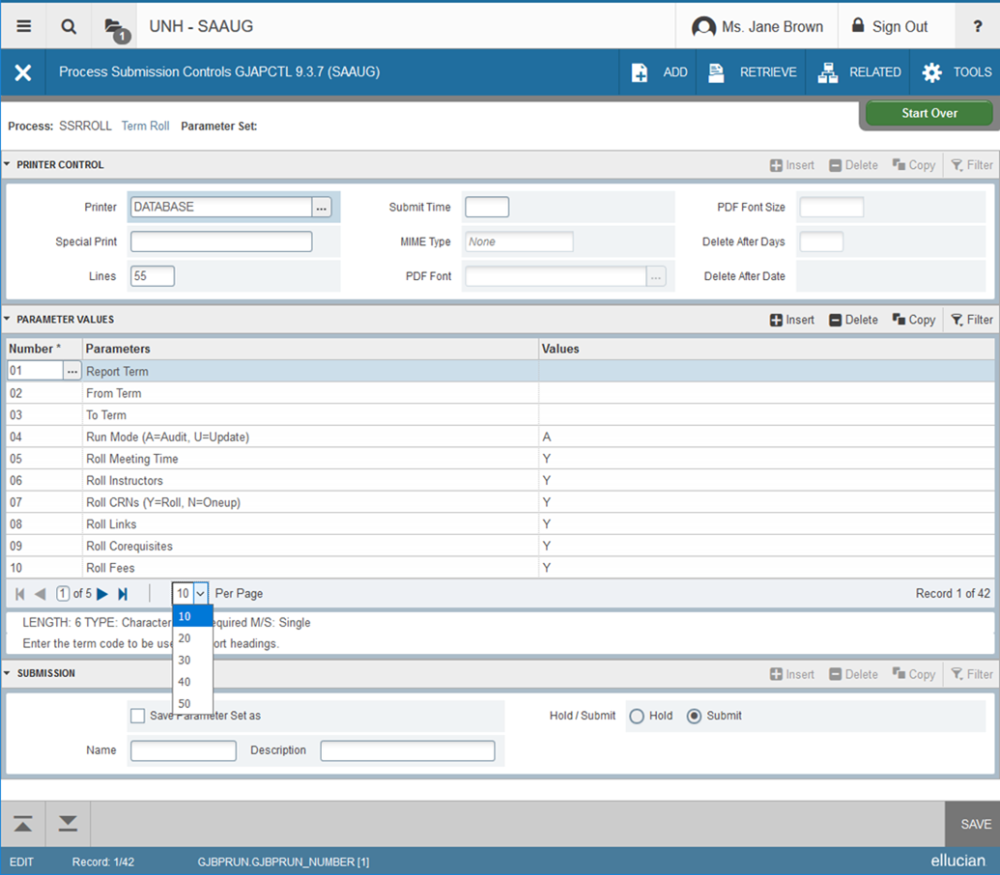 1 UNH - SAAUG Ms. Jane Brown Sign Out ?
Process Submission Controls GJAPCTL 9.3.7 (SAAUG) ADD RETRIEVE RELATED TOOLS
Start Over
Process: SSRROLL Term Roll Parameter Set:
PRINTER CONTROL Insert Delete Copy Filter
Printer DATABASE ... Submit Time PDF Font Size
Special Print MIME Type None Delete After Days
Lines 55 PDF Font ... Delete After Date
PARAMETER VALUES Insert Delete Copy Filter
Number * Parameters Values
01 ... Report Term
02 From Term
03 To Term
04 Run Mode (A=Audit, U=Update) A
05 Roll Meeting Time Y
06 Roll Instructors Y
07 Roll CRNs (Y=Roll, N=Oneup) Y
08 Roll Links Y
09 Roll Corequisites Y
10 Roll Fees Y
1 of 5 10 Per Page Record 1 of 42
10
20
30
40
50
LENGTH: 6 TYPE: Character equired M/S: Single
Enter the term code to be use ort headings.
SUBMISSION Insert Delete Copy Filter
Save Parameter Set as Hold / Submit Hold Submit
Name Description
SAVE
EDIT Record: 1/42 GJBPRUN.GJBPRUN_NUMBER [1] ellucian